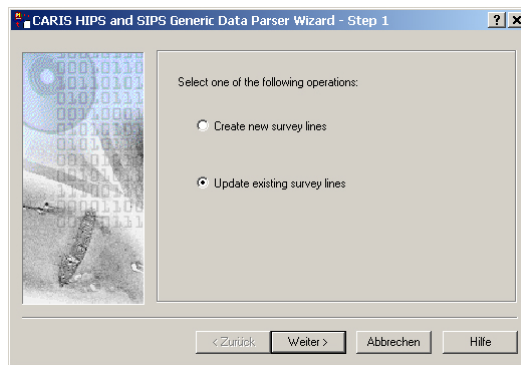 CARIS HIPS and SIPS Generic Data Parser Wizard - Step 1
Select one of the following operations:
Create new survey lines
Update existing survey lines
< Zurück
Weiter >
Abbrechen
Hilfe